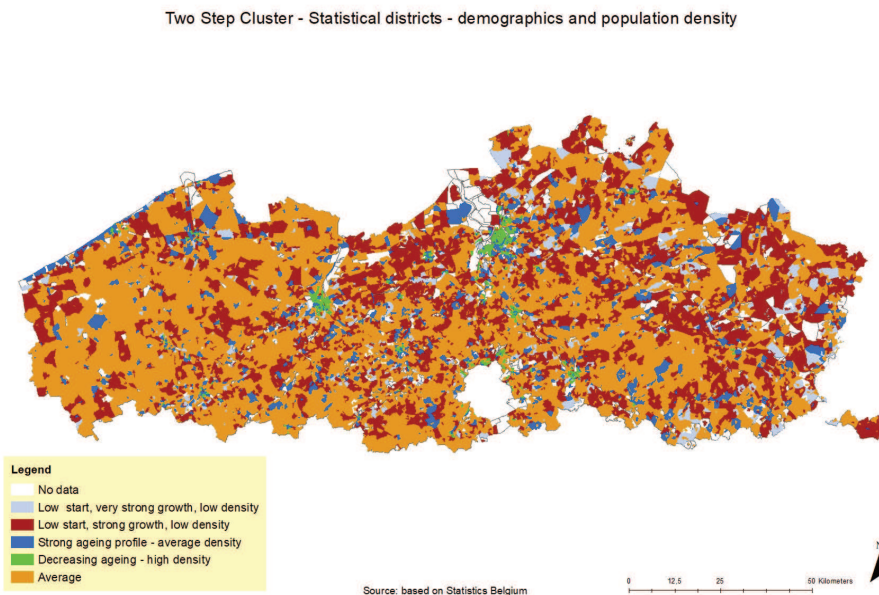 Two Step Cluster - Statistical districts - demographics and population density
Legend
No data
Low start, very strong growth, low density
Low start, strong growth, low density
Strong ageing profile - average density
Decreasing ageing - high density
Average
Source: based on Statistics Belgium
0 12.5 25 50 Kilometers
N